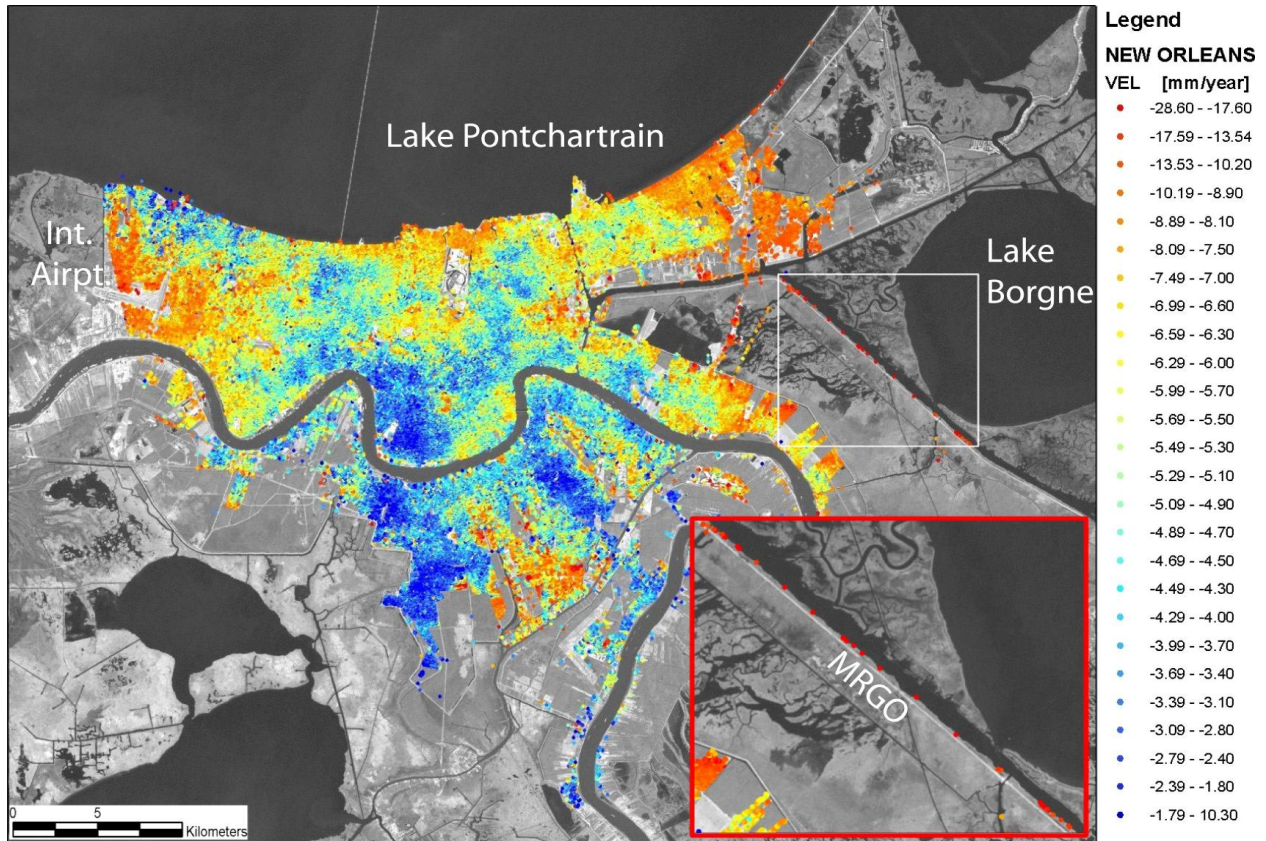 Lake Pontchartrain
Int.
Airpt.
Lake
Borgne
MRGO
0 5
Kilometers
Legend
NEW ORLEANS
VEL [mm/year]
-28.60 - -17.60
-17.59 - -13.54
-13.53 - -10.20
-10.19 - -8.90
-8.89 - -8.10
-8.09 - -7.50
-7.49 - -7.00
-6.99 - -6.60
-6.59 - -6.30
-6.29 - -6.00
-5.99 - -5.70
-5.69 - -5.50
-5.49 - -5.30
-5.29 - -5.10
-5.09 - -4.90
-4.89 - -4.70
-4.69 - -4.50
-4.49 - -4.30
-4.29 - -4.00
-3.99 - -3.70
-3.69 - -3.40
-3.39 - -3.10
-3.09 - -2.80
-2.79 - -2.40
-2.39 - -1.80
-1.79 - 10.30